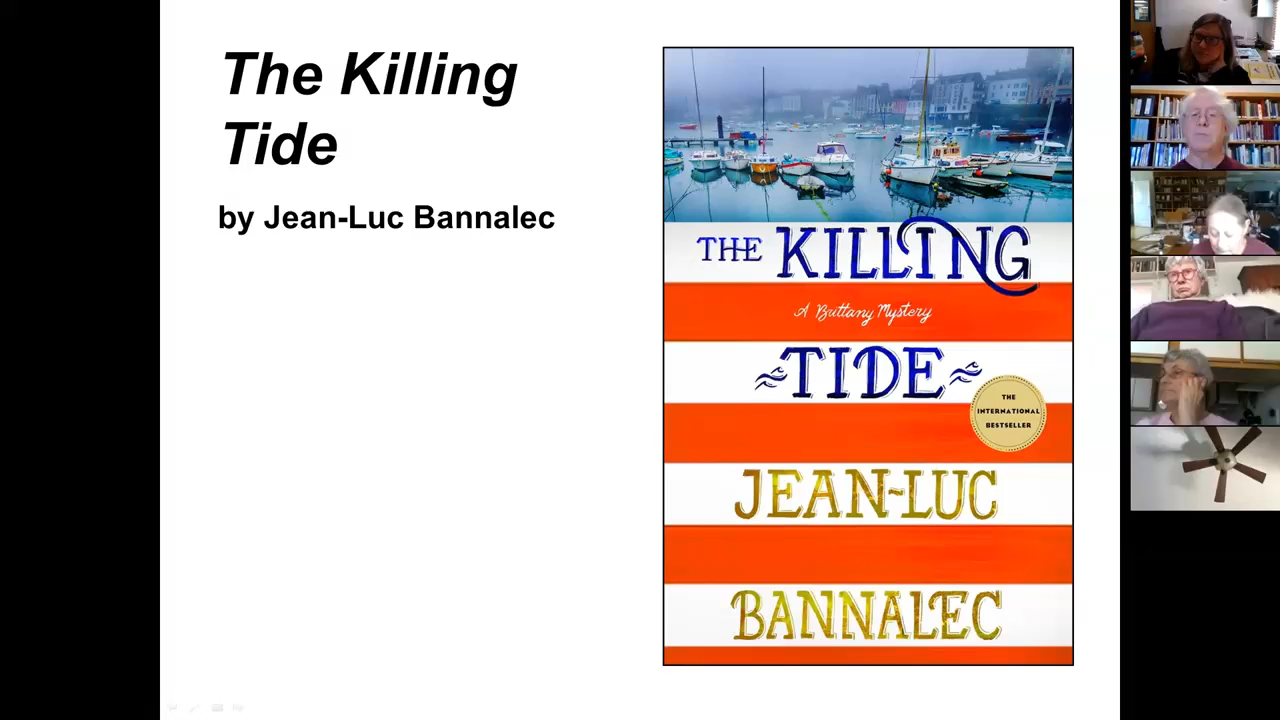 The Killing
Tide
by Jean-Luc Bannalec
THE KILLING
A Brittany Mystery
TIDE
THE
INTERNATIONAL
BESTSELLER
JEAN-LUC
BANNALEC